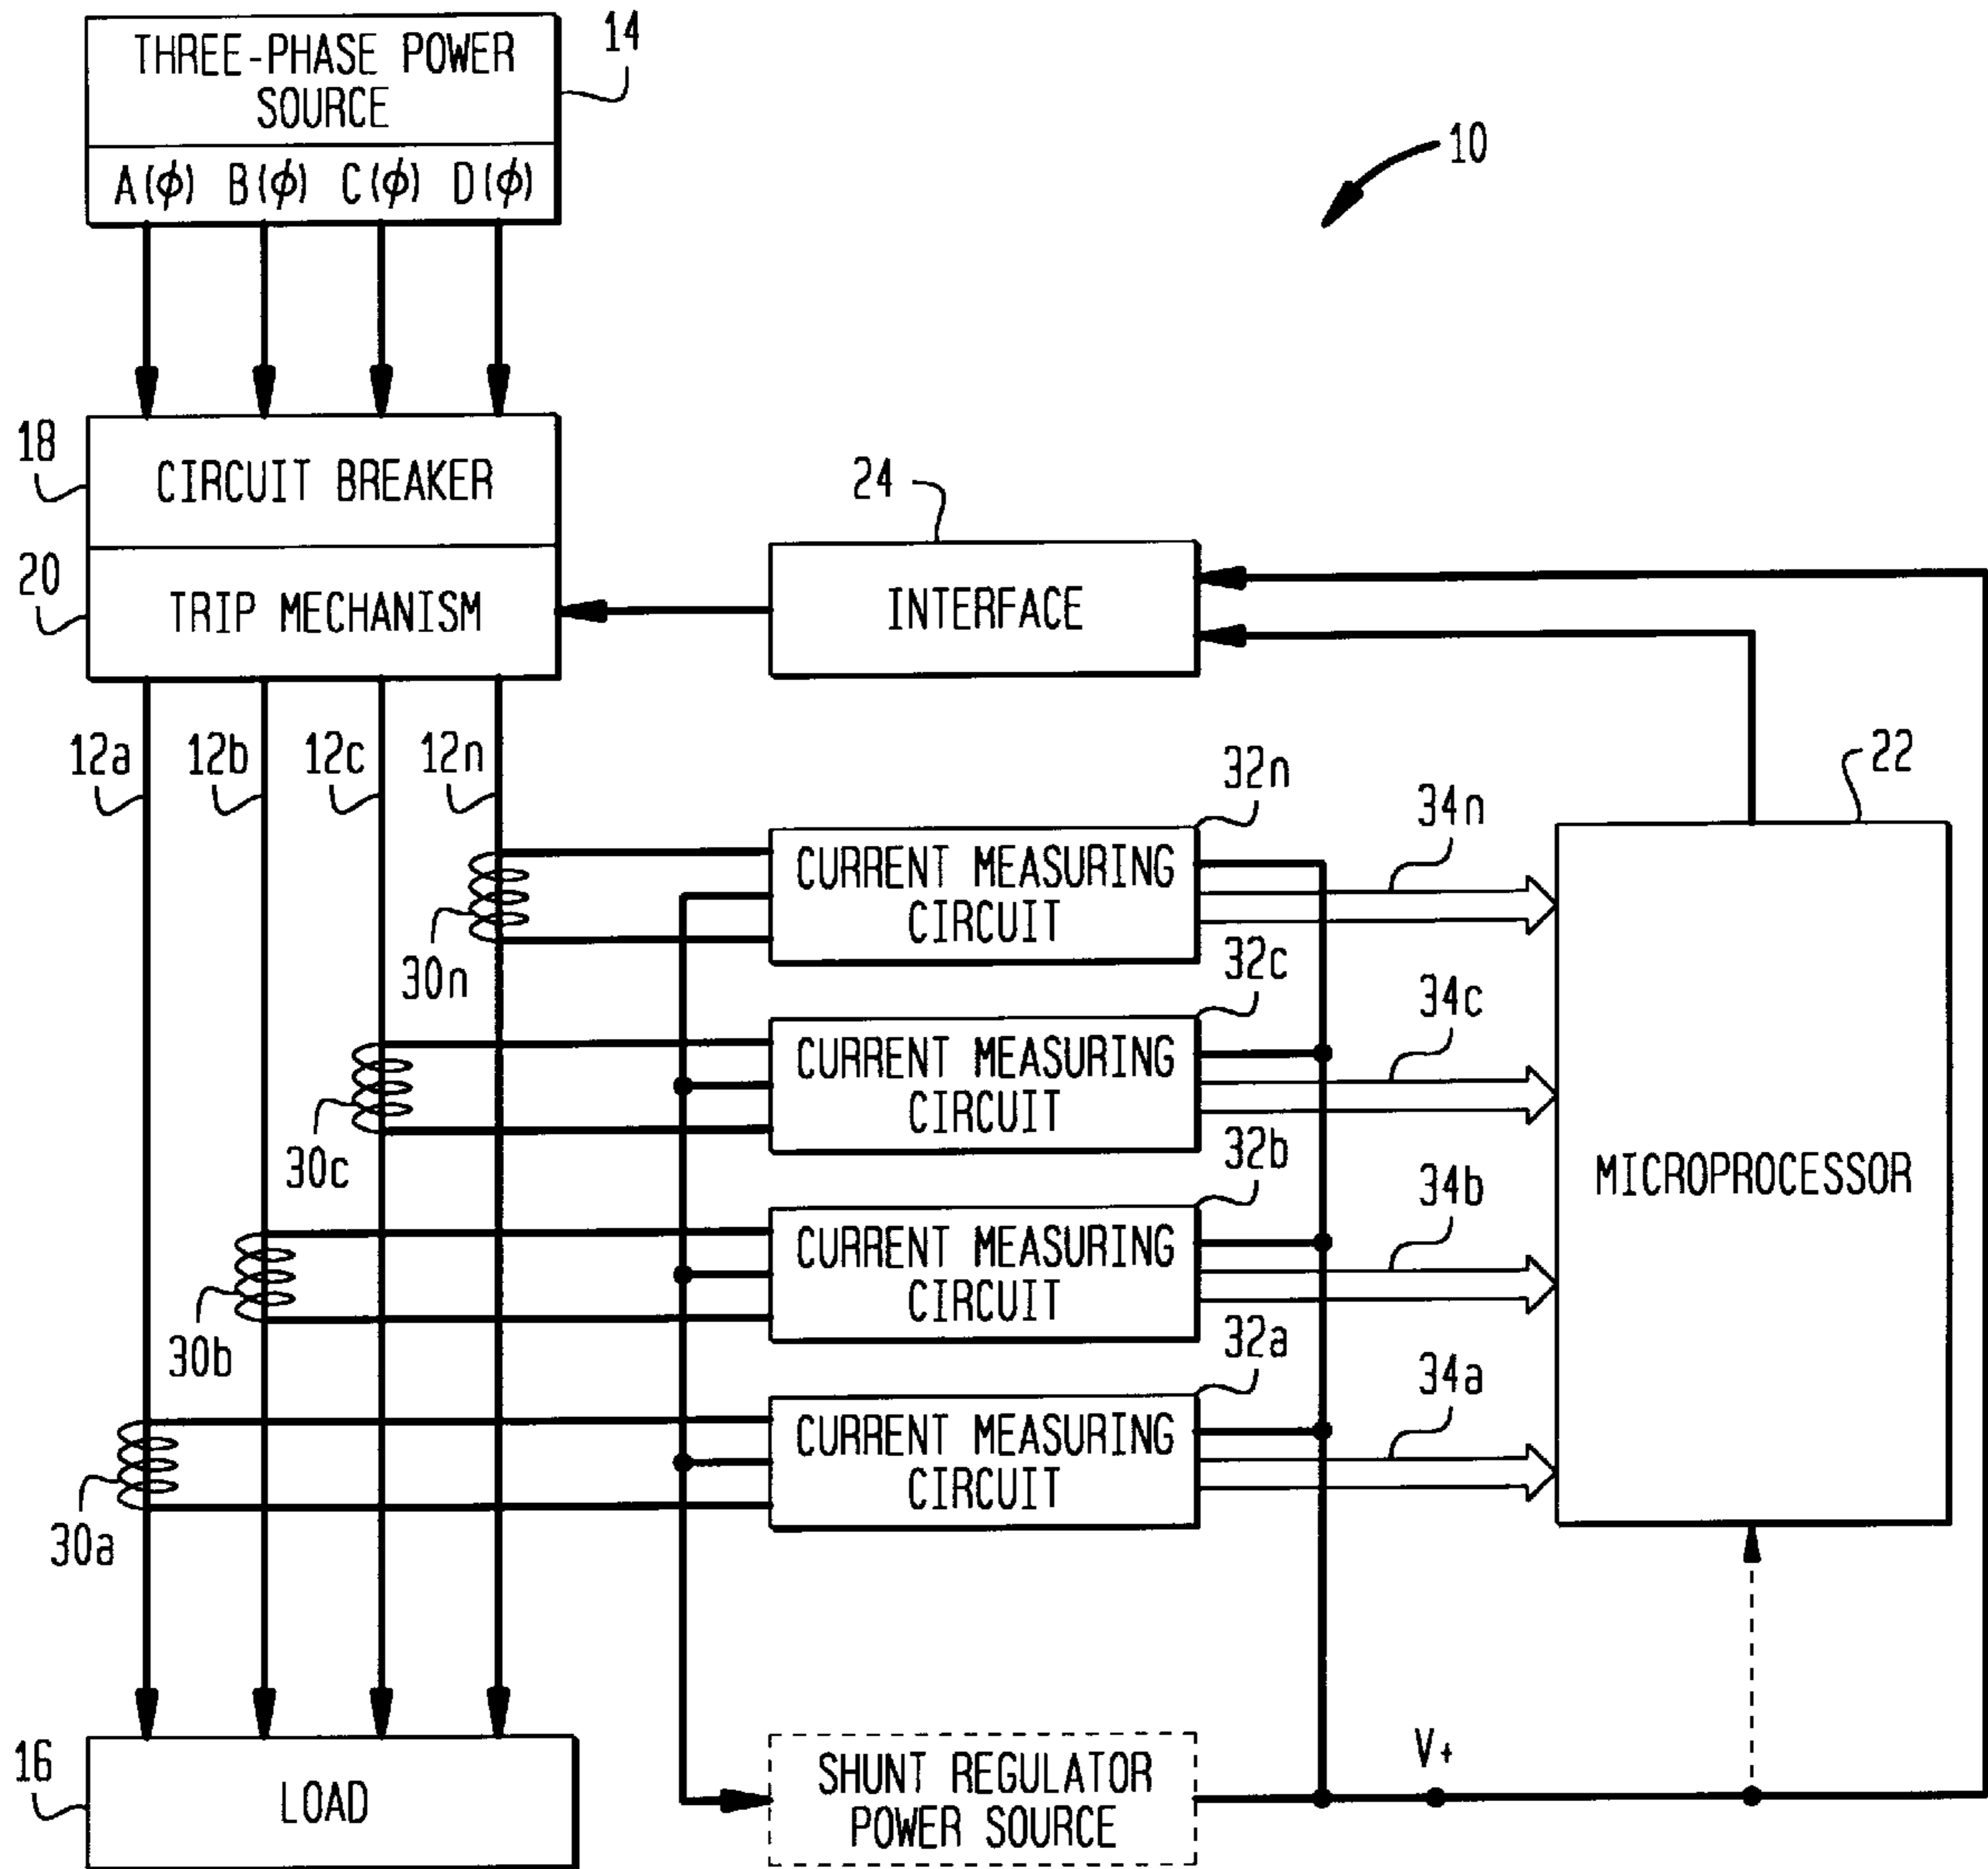 THREE-PHASE POWER
SOURCE
14
A(ϕ) B(ϕ) C(ϕ) D(ϕ)
10
18
CIRCUIT BREAKER
24
20
TRIP MECHANISM
INTERFACE
12a
12b
12c
12n
32n
34n
22
CURRENT MEASURING
CIRCUIT
30n
32c
34c
CURRENT MEASURING
CIRCUIT
30c
32b
34b
MICROPROCESSOR
CURRENT MEASURING
CIRCUIT
30b
32a
34a
CURRENT MEASURING
CIRCUIT
30a
16
LOAD
SHUNT REGULATOR
POWER SOURCE
V+